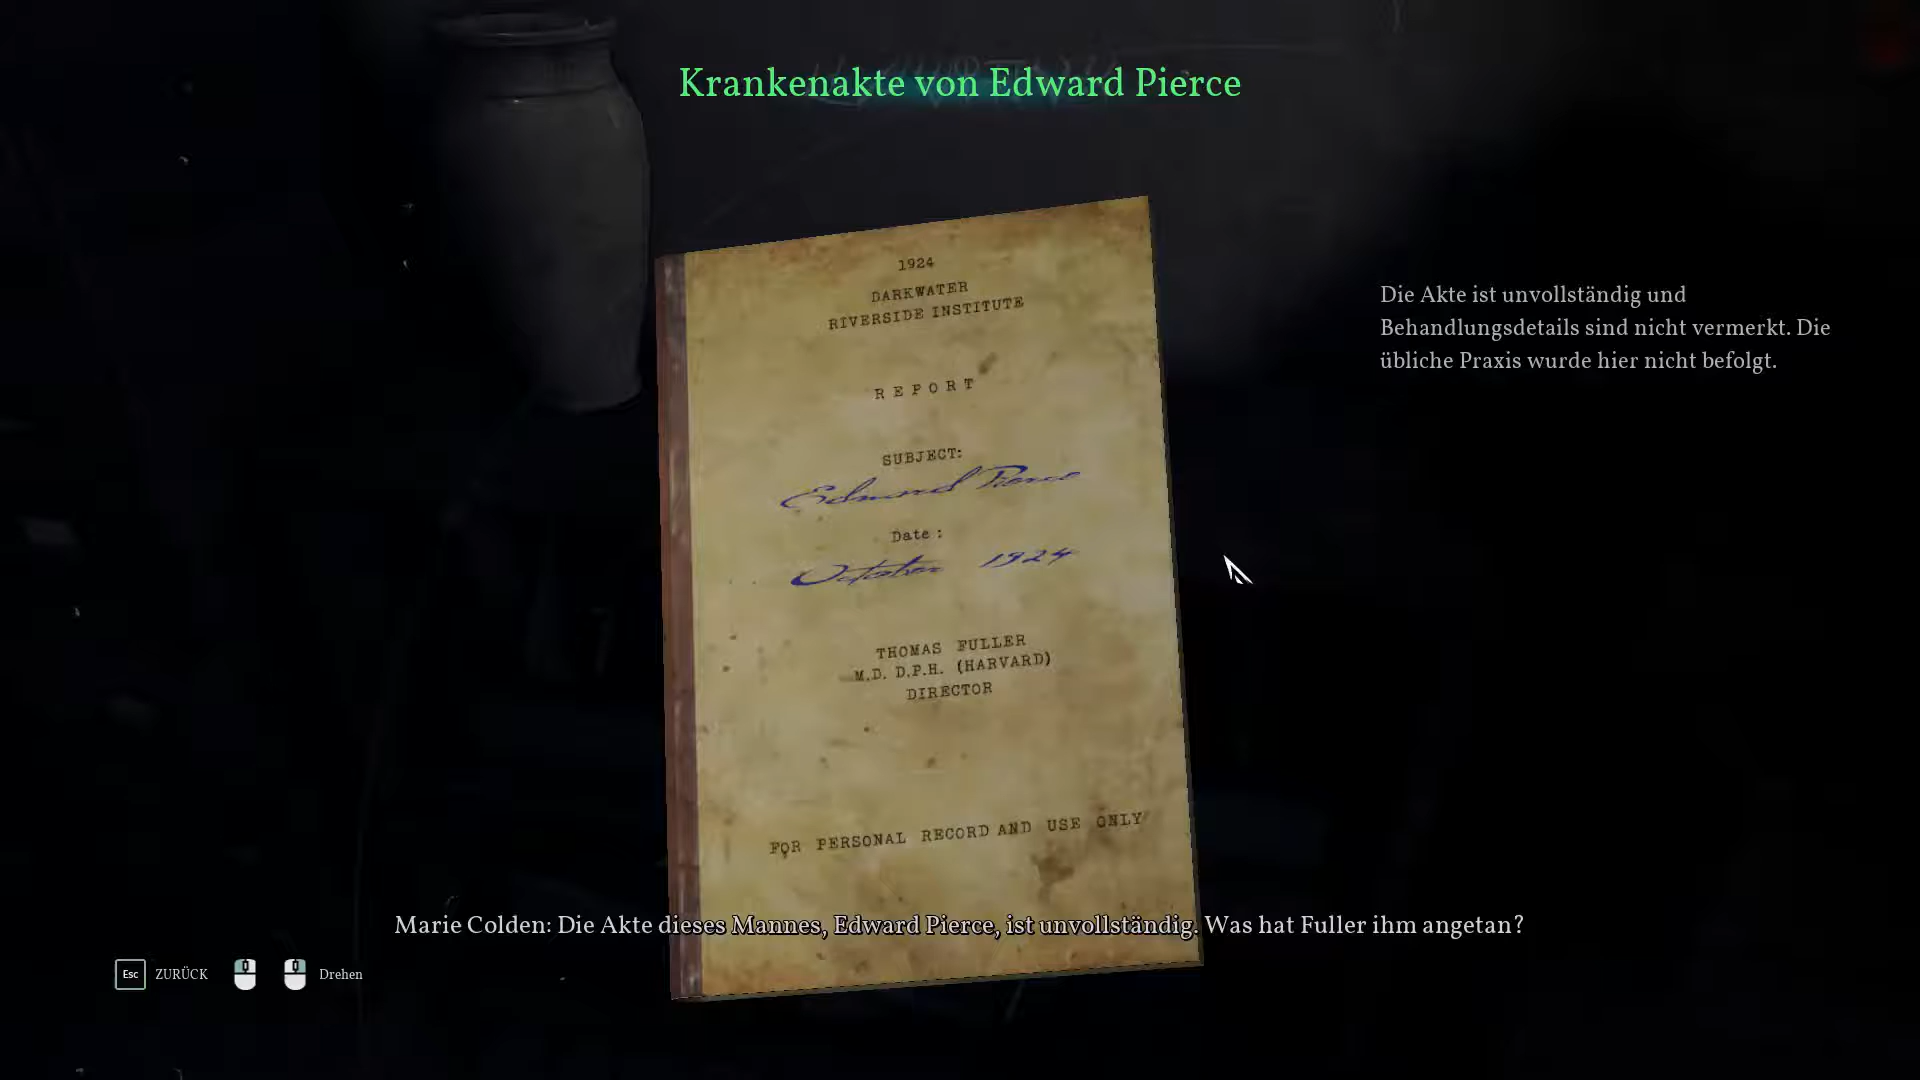 Krankenakte von Edward Pierce
1924
DARKWATER
RIVERSIDE INSTITUTE
REPORT
SUBJECT:
Edmund Pierce
Date :
October 1924
THOMAS FULLER
M.D. D.P.H. (HARVARD)
DIRECTOR
FOR PERSONAL RECORD AND USE ONLY
Die Akte ist unvollständig und
Behandlungsdetails sind nicht vermerkt. Die
übliche Praxis wurde hier nicht befolgt.
Marie Colden: Die Akte dieses Mannes, Edward Pierce, ist unvollständig. Was hat Fuller ihm angetan?
Esc ZURÜCK Drehen